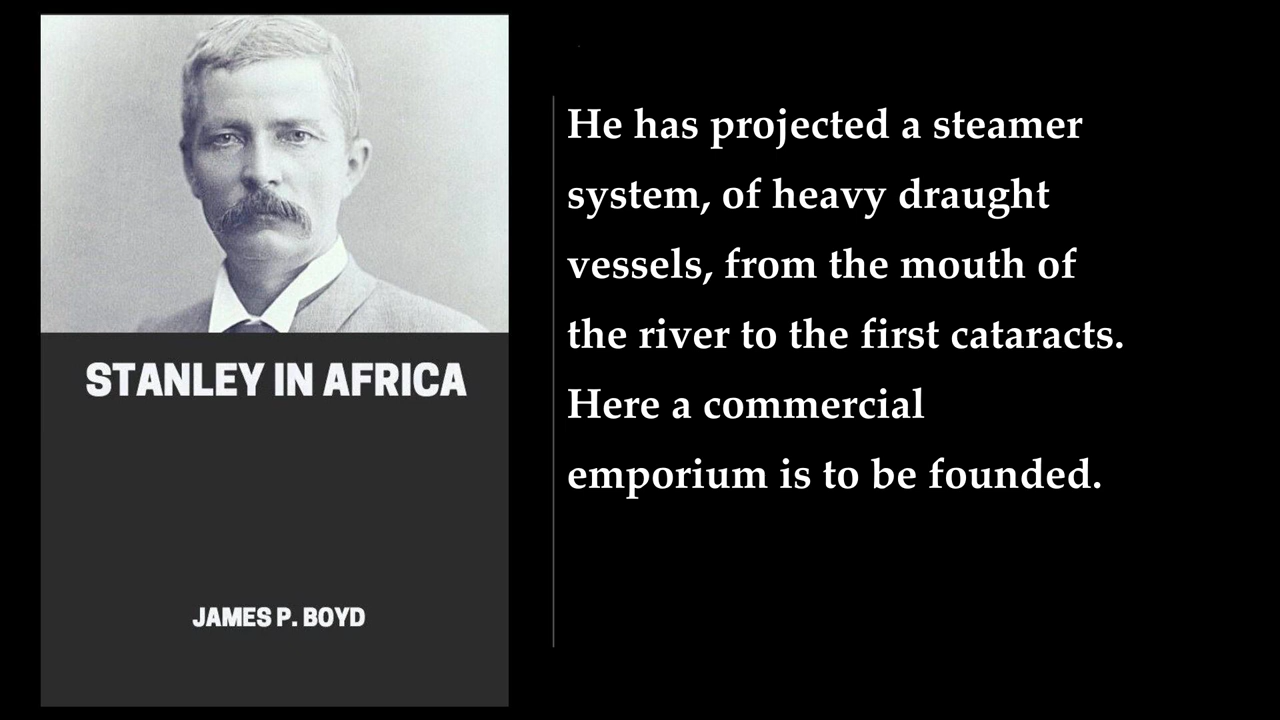 STANLEY IN AFRICA
JAMES P. BOYD
He has projected a steamer
system, of heavy draught
vessels, from the mouth of
the river to the first cataracts.
Here a commercial
emporium is to be founded.